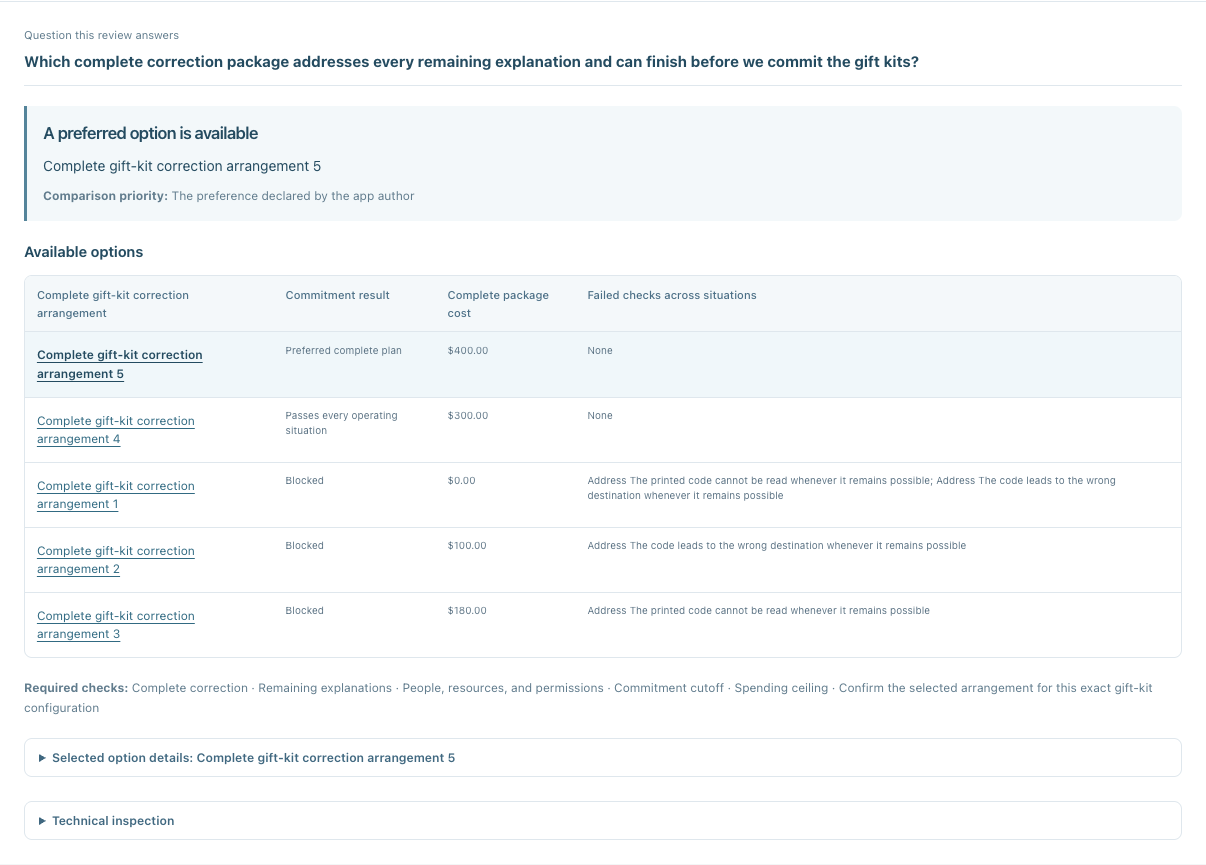 Question this review answers
Which complete correction package addresses every remaining explanation and can finish before we commit the gift kits?
A preferred option is available
Complete gift-kit correction arrangement 5
Comparison priority: The preference declared by the app author
Available options
Complete gift-kit correction
arrangement
Commitment result
Complete package
cost
Failed checks across situations
Complete gift-kit correction
arrangement 5
Preferred complete plan
$400.00
None
Complete gift-kit correction
arrangement 4
Passes every operating
situation
$300.00
None
Complete gift-kit correction
arrangement 1
Blocked
$0.00
Address The printed code cannot be read whenever it remains possible; Address The code leads to the wrong
destination whenever it remains possible
Complete gift-kit correction
arrangement 2
Blocked
$100.00
Address The code leads to the wrong destination whenever it remains possible
Complete gift-kit correction
arrangement 3
Blocked
$180.00
Address The printed code cannot be read whenever it remains possible
Required checks: Complete correction · Remaining explanations · People, resources, and permissions · Commitment cutoff · Spending ceiling · Confirm the selected arrangement for this exact gift-kit
configuration
Selected option details: Complete gift-kit correction arrangement 5
Technical inspection